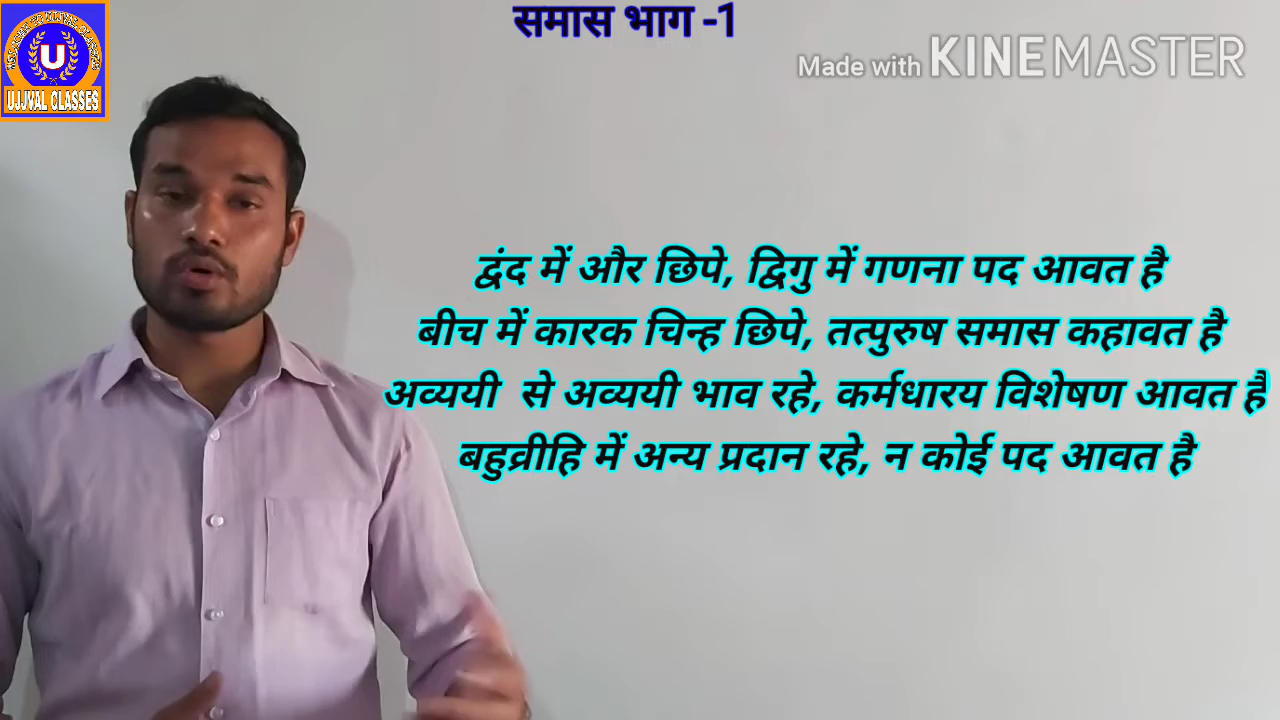 समास भाग -1
Made with KINEMASTER
U
UJJVAL CLASSES
द्वंद में और छिपे, द्विगु में गणना पद आवत है
बीच में कारक चिन्ह छिपे, तत्पुरुष समास कहावत है
अव्ययी से अव्ययी भाव रहे, कर्मधारय विशेषण आवत है
बहुव्रीहि में अन्य प्रदान रहे, न कोई पद आवत है